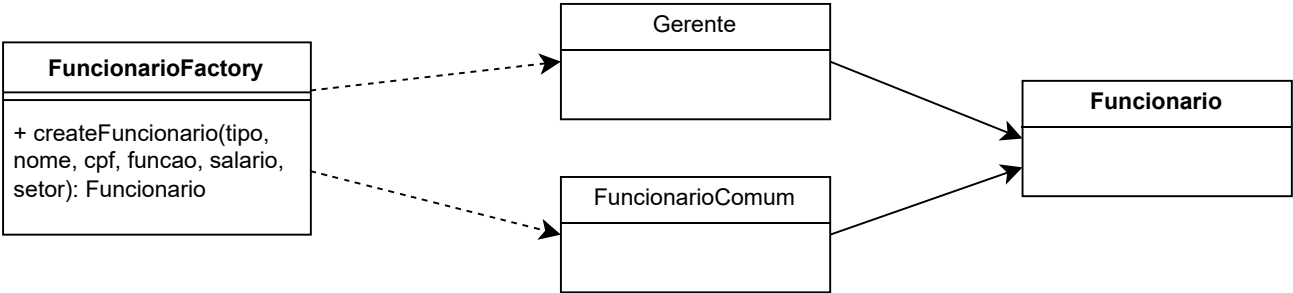 FuncionarioFactory
+ createFuncionario(tipo,
nome, cpf, funcao, salario,
setor): Funcionario
Gerente
FuncionarioComum
Funcionario